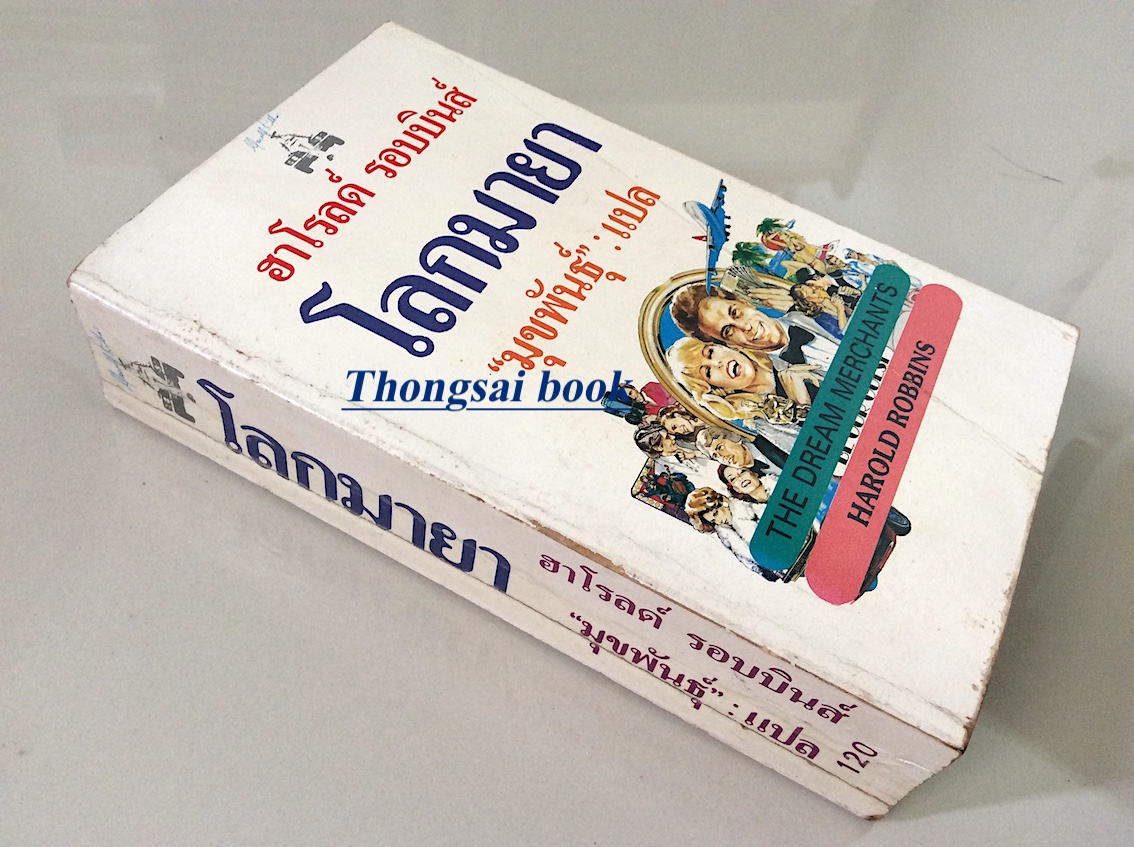 ฮาโรลด์ รอบบินส์
โลกมายา
“มุขพันธุ์” : แปล
THE DREAM MERCHANTS
HAROLD ROBBINS
Thongsai book
โลกมายา
ฮาโรลด์ รอบบินส์
“มุขพันธุ์” : แปล
120